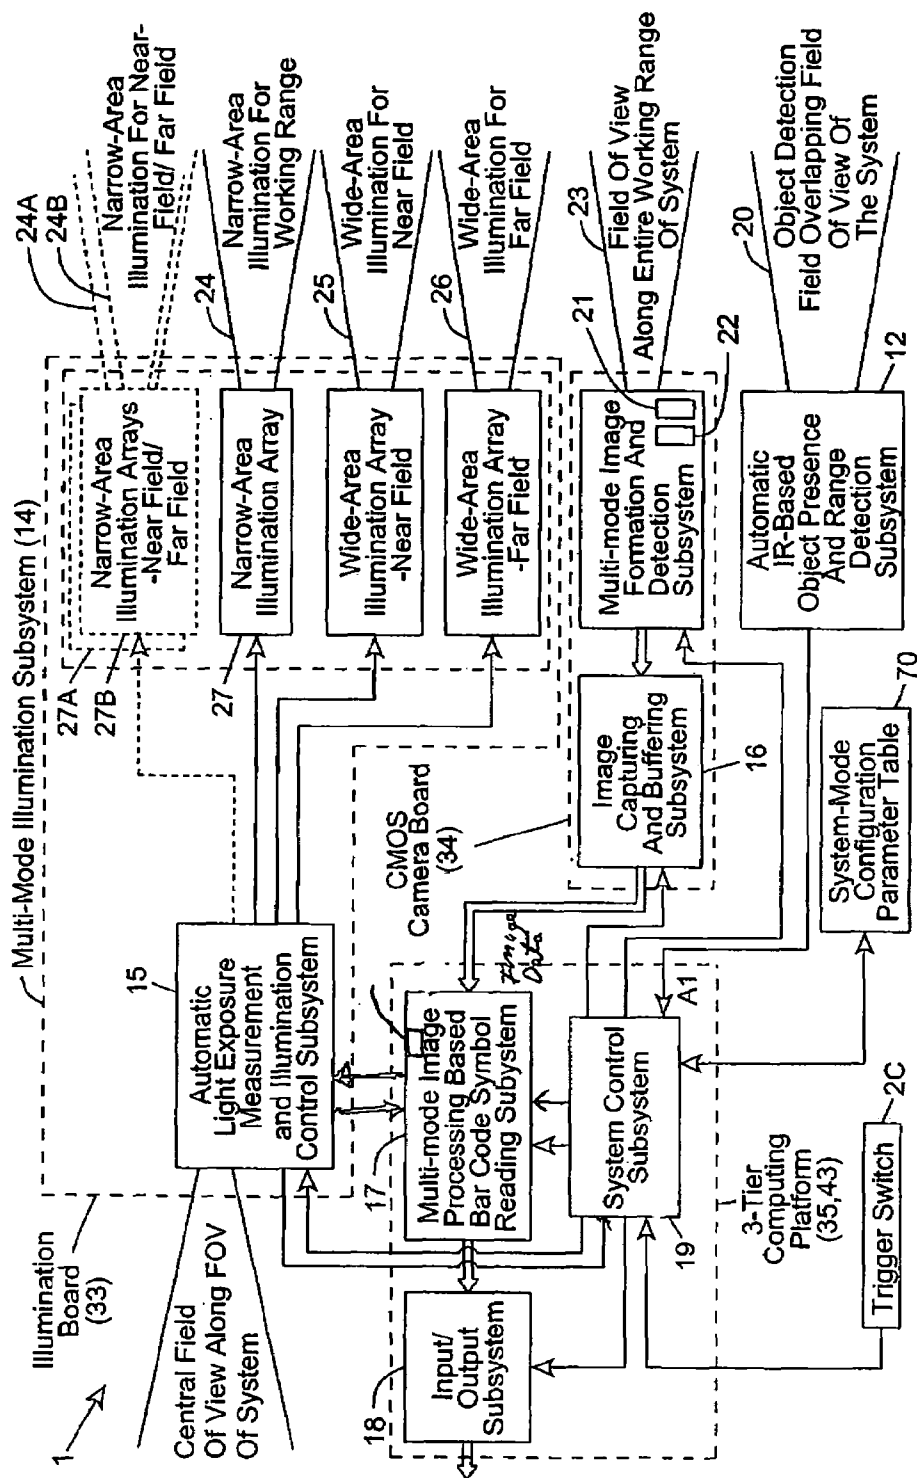 1
Illumination
Board
(33)
Multi-Mode Illumination Subsystem (14)
Central Field
Of View Along FOV
Of System
15
Automatic
Light Exposure
Measurement
and Illumination
Control Subsystem
27A
27B
Narrow-Area
Illumination Arrays
-Near Field/
Far Field
24A
24B
Narrow-Area
Illumination For Near-
Field/ Far Field
27
Narrow-Area
Illumination Array
24
Narrow-Area
Illumination For
Working Range
Wide-Area
Illumination Array
-Near Field
25
Wide-Area
Illumination For
Near Field
Wide-Area
Illumination Array
-Far Field
26
Wide-Area
Illumination For
Far Field
CMOS
Camera Board
(34)
Image
Data
18
Input/
Output
Subsystem
17
Multi-mode Image
Processing Based
Bar Code Symbol
Reading Subsystem
Image
Capturing
And Buffering
Subsystem
16
Multi-mode Image
Formation And
Detection
Subsystem
21
22
23
Field Of View
Along Entire Working Range
Of System
19
System Control
Subsystem
A1
3-Tier
Computing
Platform
(35,43)
Trigger Switch
2C
System-Mode
Configuration
Parameter Table
70
Automatic
IR-Based
Object Presence
And Range
Detection
Subsystem
12
20
Object Detection
Field Overlapping Field
Of View Of
The System